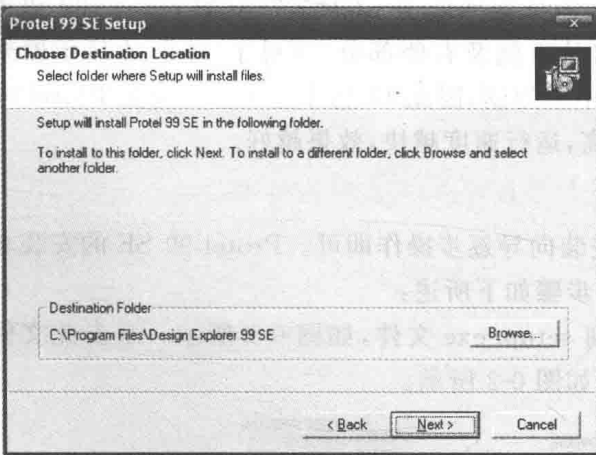 Protel 99 SE Setup
Choose Destination Location
Select folder where Setup will install files.
Setup will install Protel 99 SE in the following folder.
To install to this folder, click Next. To install to a different folder, click Browse and select
another folder.
Destination Folder
C:\Program Files\Design Explorer 99 SE
Browse...
< Back
Next >
Cancel